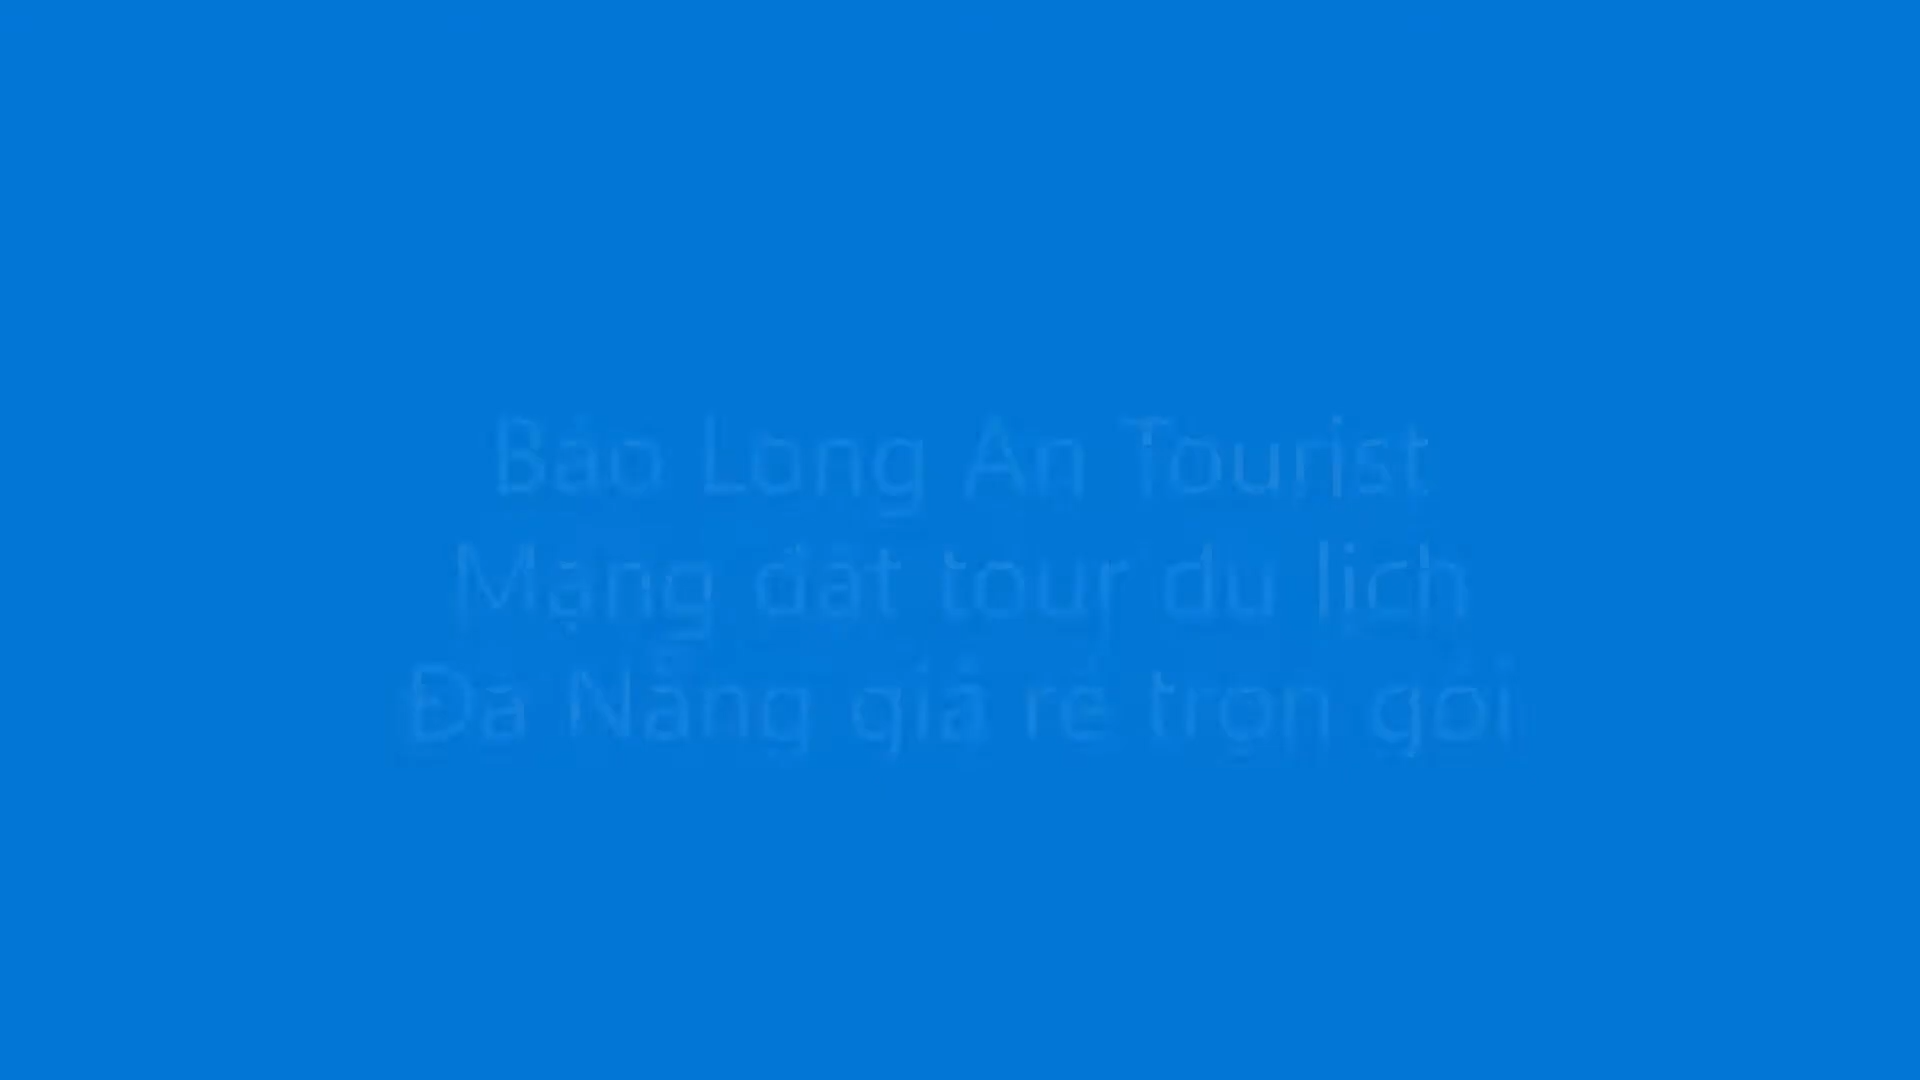 Bảo Long An Tourist
Mạng đặt tour du lịch
Đà Nẵng giá rẻ trọn gói